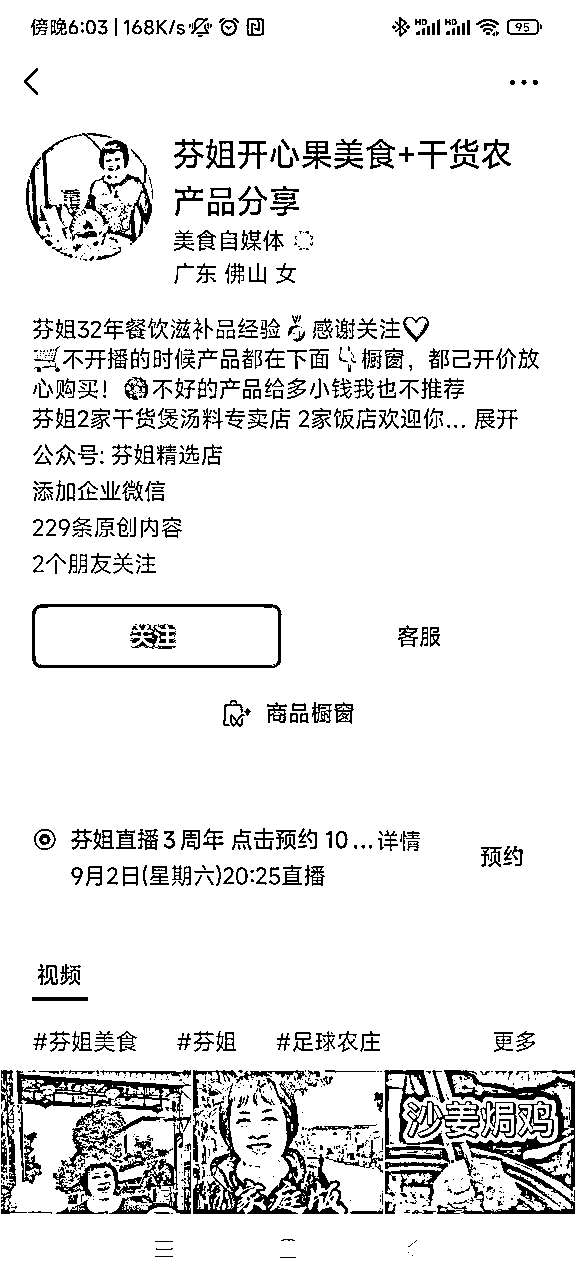 傍晚6:03 | 168K/s
95
芬姐开心果美食+干货农
产品分享
美食自媒体
广东 佛山 女
芬姐32年餐饮滋补品经验 感谢关注
不开播的时候产品都在下面 橱窗，都己开价放
心购买！ 不好的产品给多小钱我也不推荐
芬姐2家干货煲汤料专卖店 2家饭店欢迎你... 展开
公众号: 芬姐精选店
添加企业微信
229条原创内容
2个朋友关注
关注 客服
商品橱窗
芬姐直播3周年 点击预约 10...详情
9月2日(星期六)20:25直播
预约
视频
#芬姐美食 #芬姐 #足球农庄 更多
沙姜焗鸡
家庭版